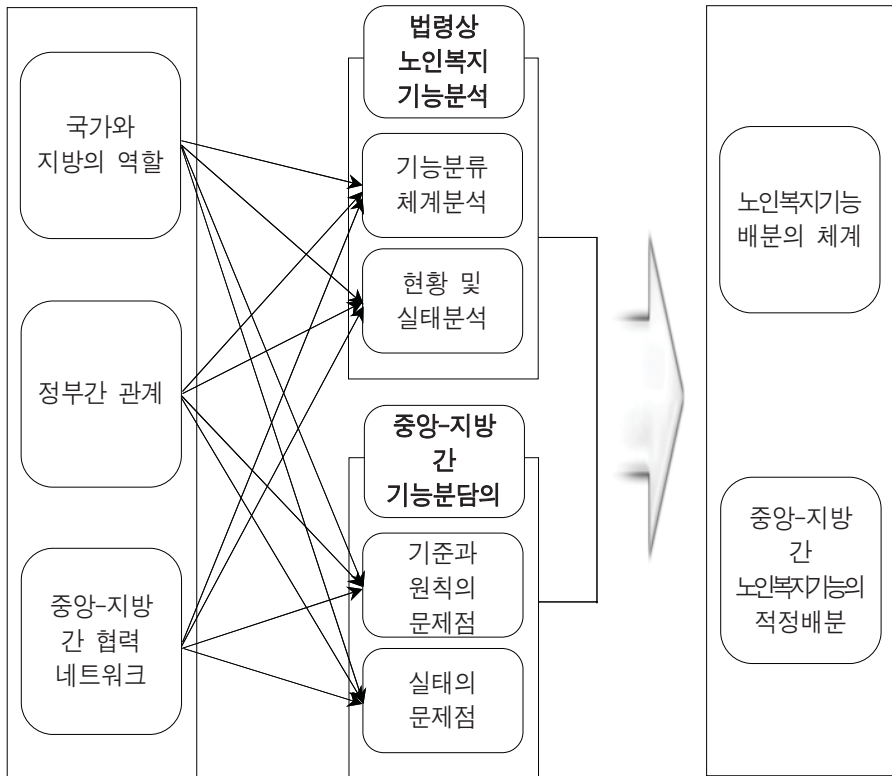 국가와
지방의 역할
정부간 관계
중앙-지방
간 협력
네트워크
법령상
노인복지
기능분석
기능분류
체계분석
현황 및
실태분석
중앙-지방
간
기능분담의
기준과
원칙의
문제점
실태의
문제점
노인복지기능
배분의 체계
중앙-지방
간
노인복지기능의
적정배분